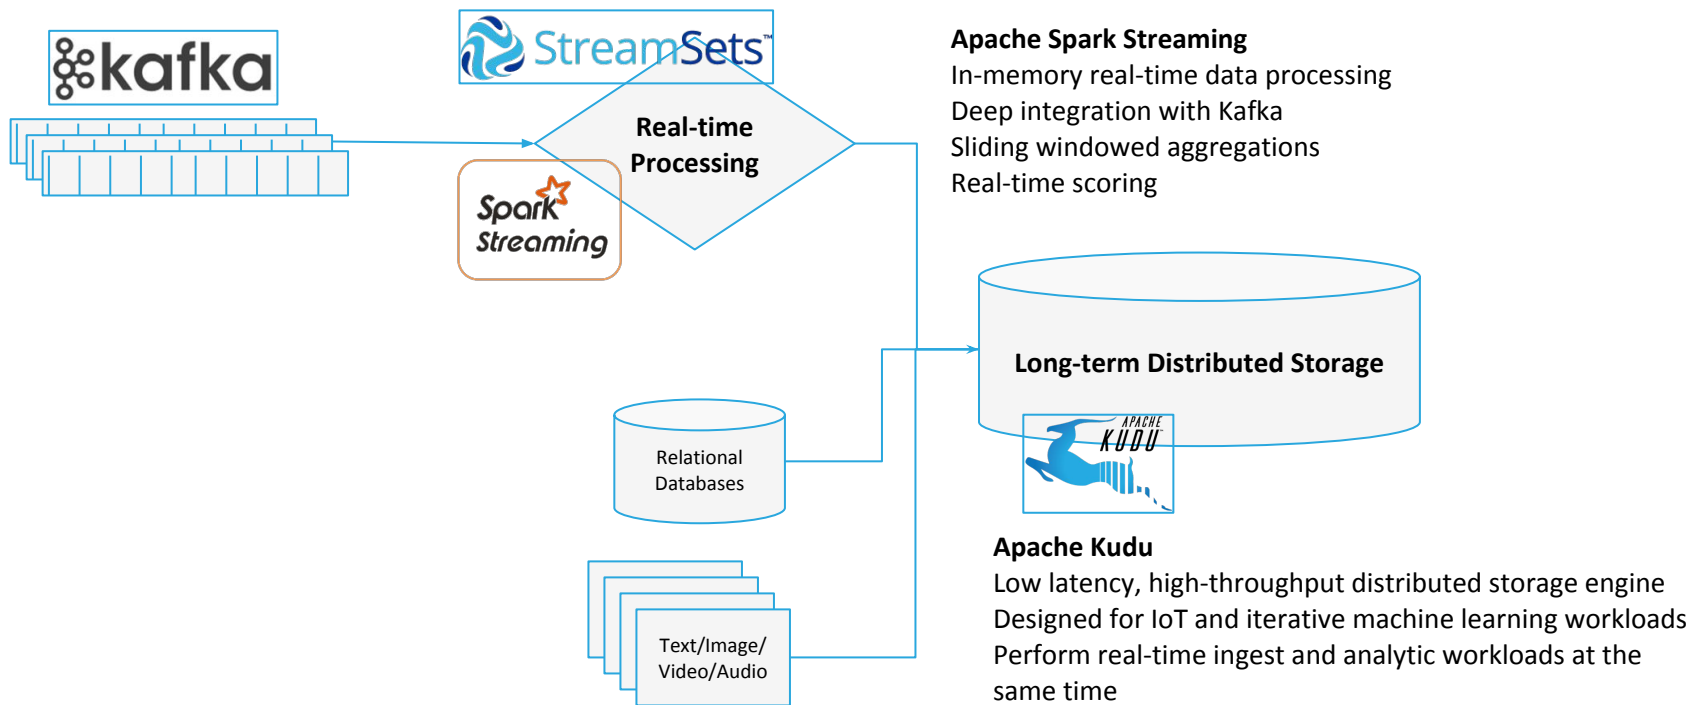 kafka
StreamSets™
Real-time
Processing
Spark
Streaming
Apache Spark Streaming
In-memory real-time data processing
Deep integration with Kafka
Sliding windowed aggregations
Real-time scoring
Long-term Distributed Storage
APACHE
KUDU
Relational
Databases
Text/Image/
Video/Audio
Apache Kudu
Low latency, high-throughput distributed storage engine
Designed for IoT and iterative machine learning workloads
Perform real-time ingest and analytic workloads at the
same time